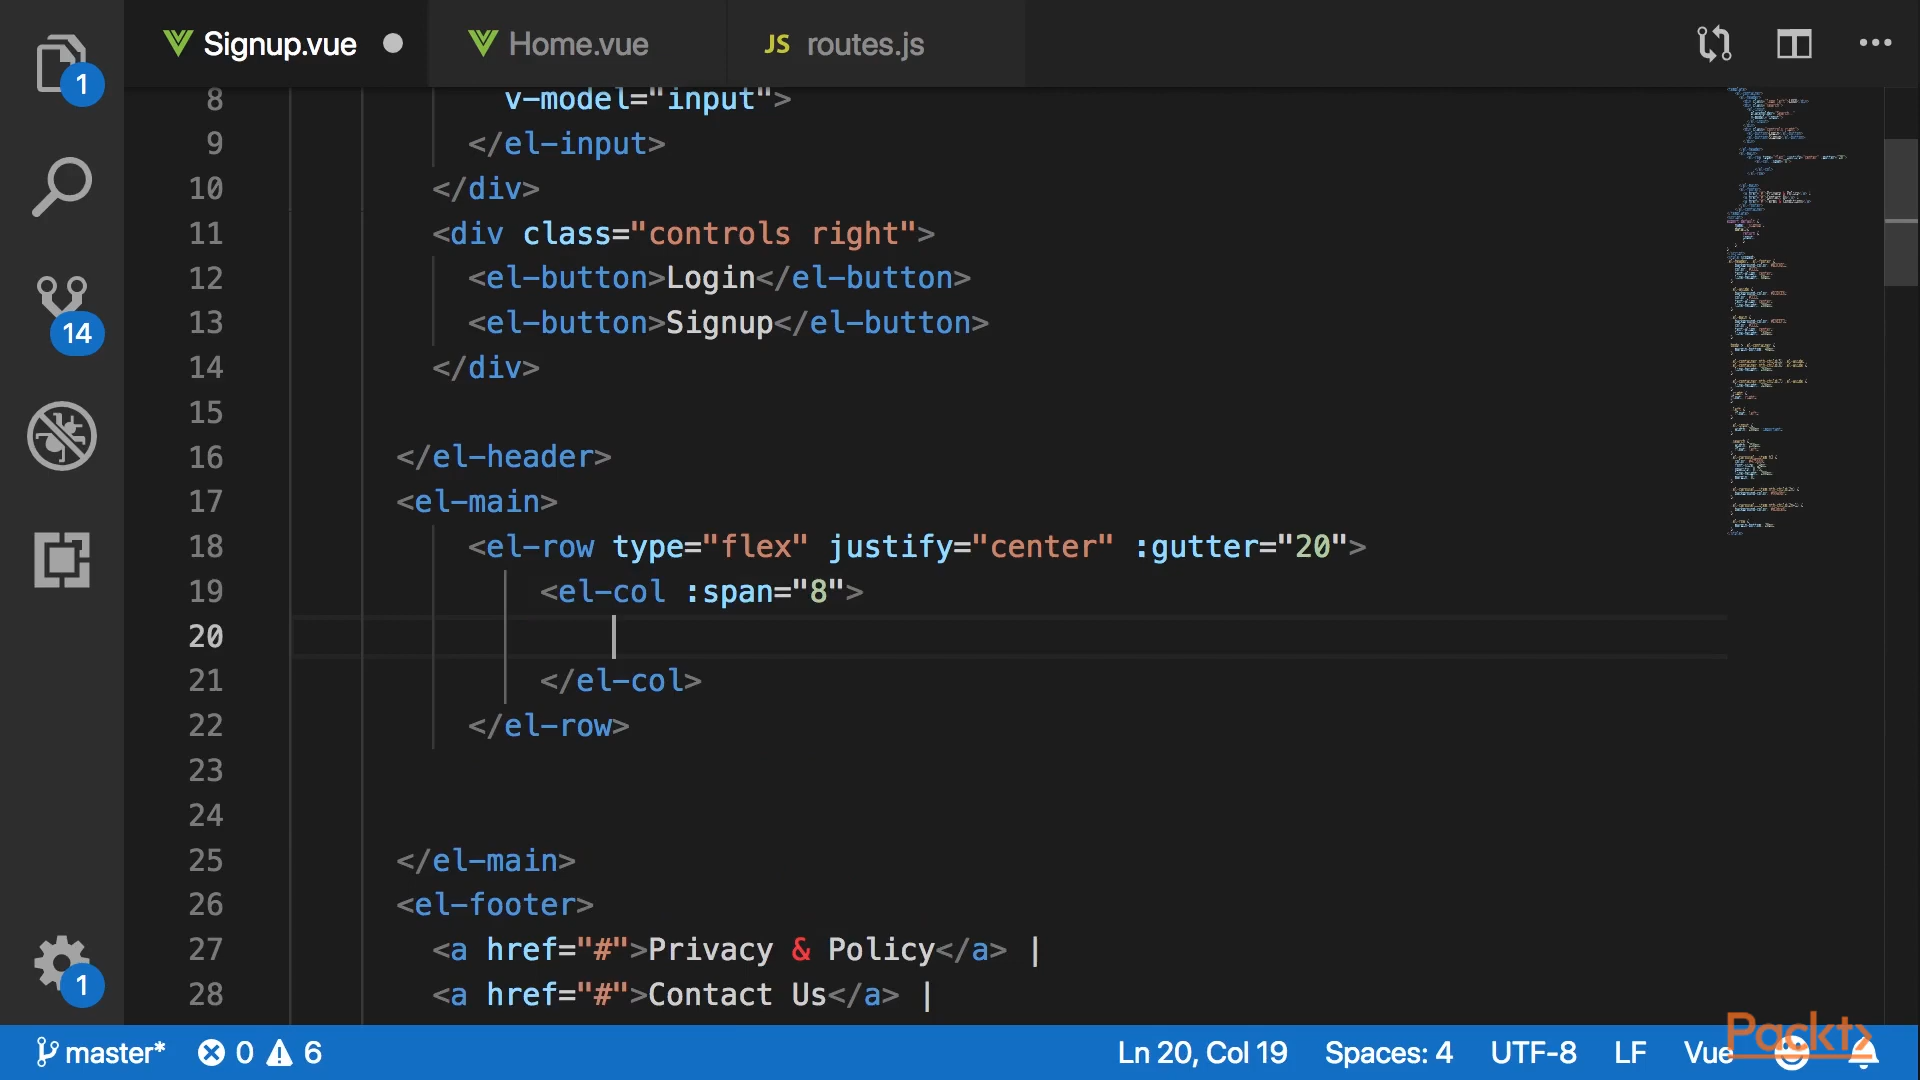 Signup.vue
Home.vue
JS routes.js
1
14
1
8 v-model="input">
9 </el-input>
10 </div>
11 <div class="controls right">
12 <el-button>Login</el-button>
13 <el-button>Signup</el-button>
14 </div>
15
16 </el-header>
17 <el-main>
18 <el-row type="flex" justify="center" :gutter="20">
19 <el-col :span="8">
20
21 </el-col>
22 </el-row>
23
24
25 </el-main>
26 <el-footer>
27 <a href="#">Privacy & Policy</a> |
28 <a href="#">Contact Us</a> |
master* 0 6 Ln 20, Col 19 Spaces: 4 UTF-8 LF Vue
Packt>